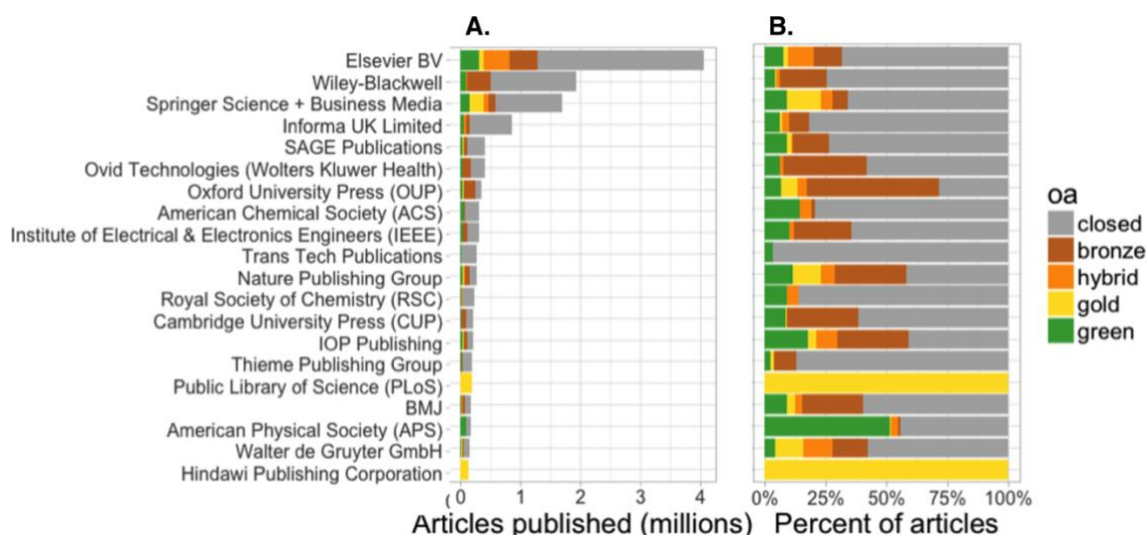 A. B.
Elsevier BV
Wiley-Blackwell
Springer Science + Business Media
Informa UK Limited
SAGE Publications
Ovid Technologies (Wolters Kluwer Health)
Oxford University Press (OUP)
American Chemical Society (ACS)
Institute of Electrical & Electronics Engineers (IEEE)
Trans Tech Publications
Nature Publishing Group
Royal Society of Chemistry (RSC)
Cambridge University Press (CUP)
IOP Publishing
Thieme Publishing Group
Public Library of Science (PLoS)
BMJ
American Physical Society (APS)
Walter de Gruyter GmbH
Hindawi Publishing Corporation
oa
closed
bronze
hybrid
gold
green
( 0 1 2 3 4 0% 25% 50% 75% 100%
Articles published (millions) Percent of articles